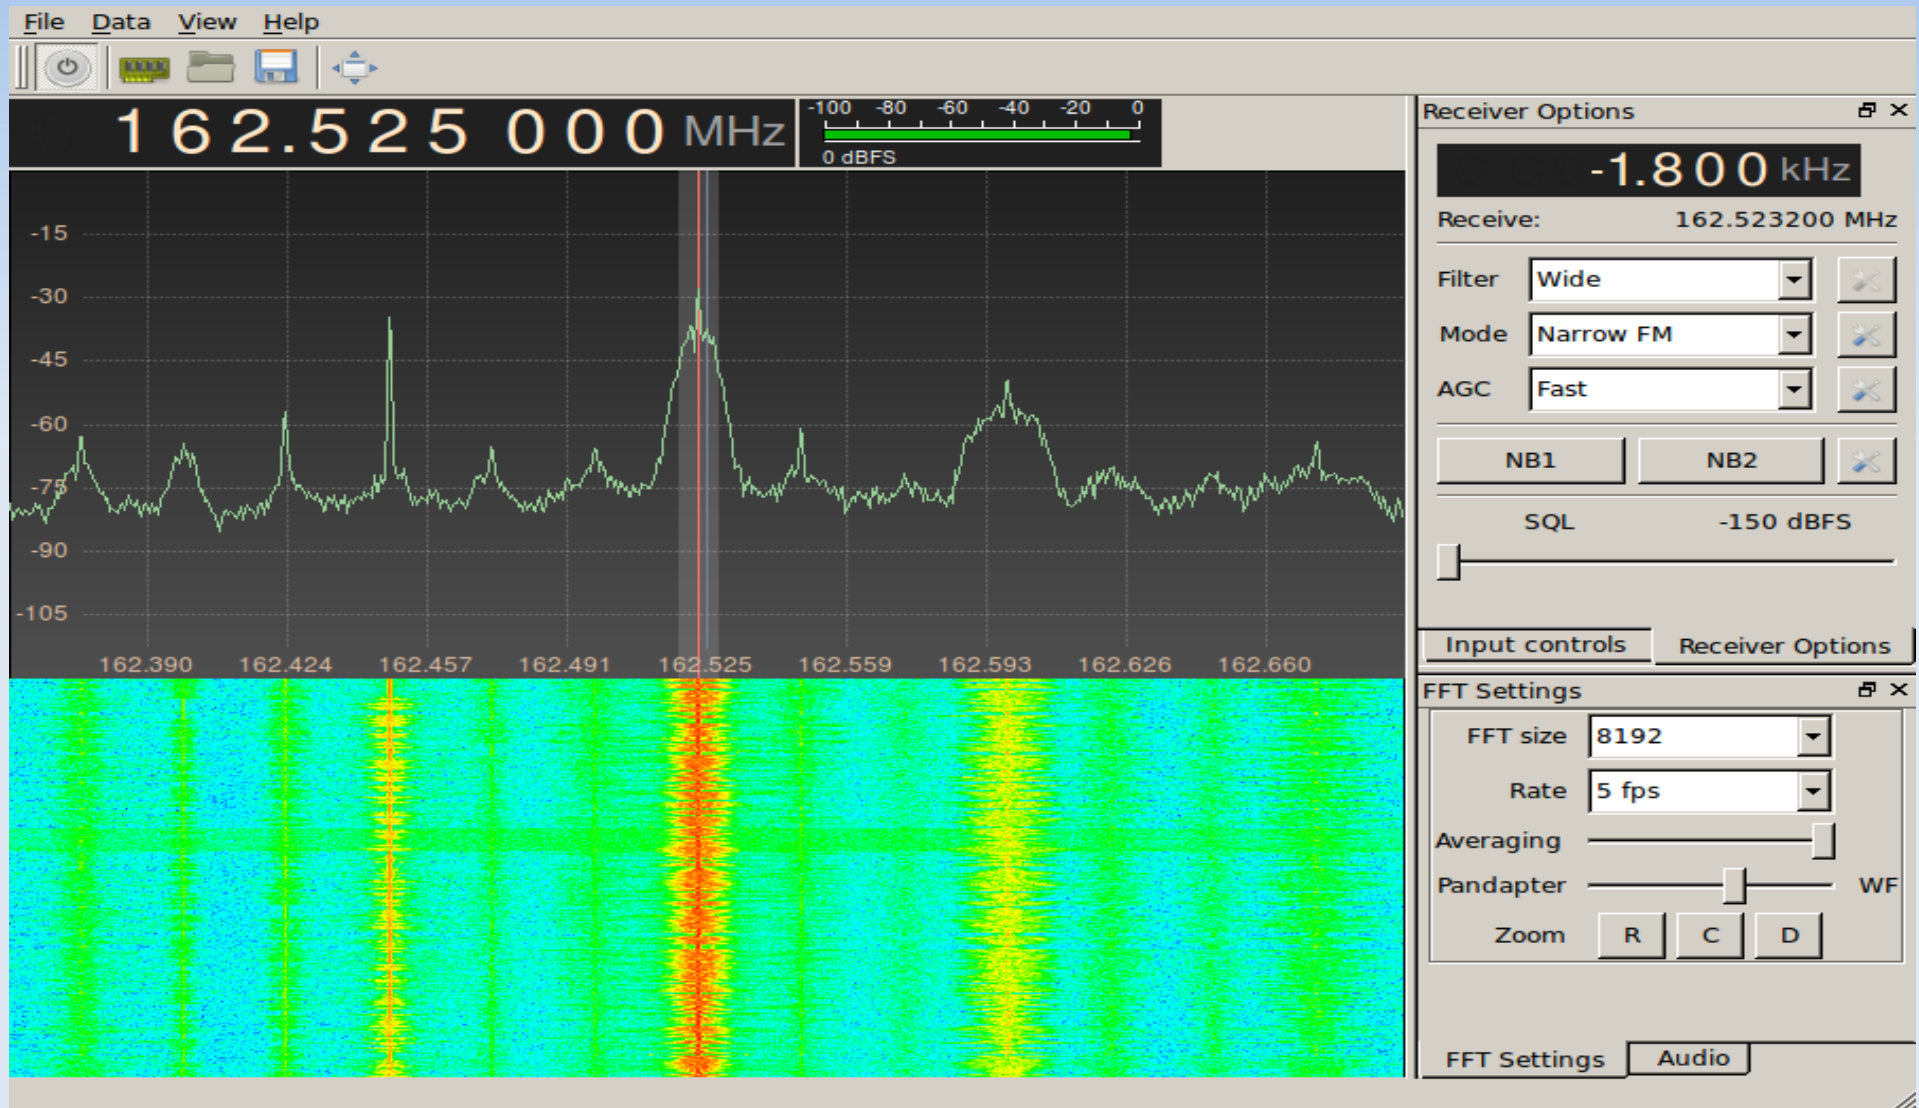 File Data View Help
162.525 000 MHz
-100 -80 -60 -40 -20 0
0 dBFS
-15
-30
-45
-60
-75
-90
-105
162.390 162.424 162.457 162.491 162.525 162.559 162.593 162.626 162.660
Receiver Options
-1.800 kHz
Receive: 162.523200 MHz
Filter Wide
Mode Narrow FM
AGC Fast
NB1 NB2
SQL -150 dBFS
Input controls Receiver Options
FFT Settings
FFT size 8192
Rate 5 fps
Averaging
Pandapter WF
Zoom R C D
FFT Settings Audio